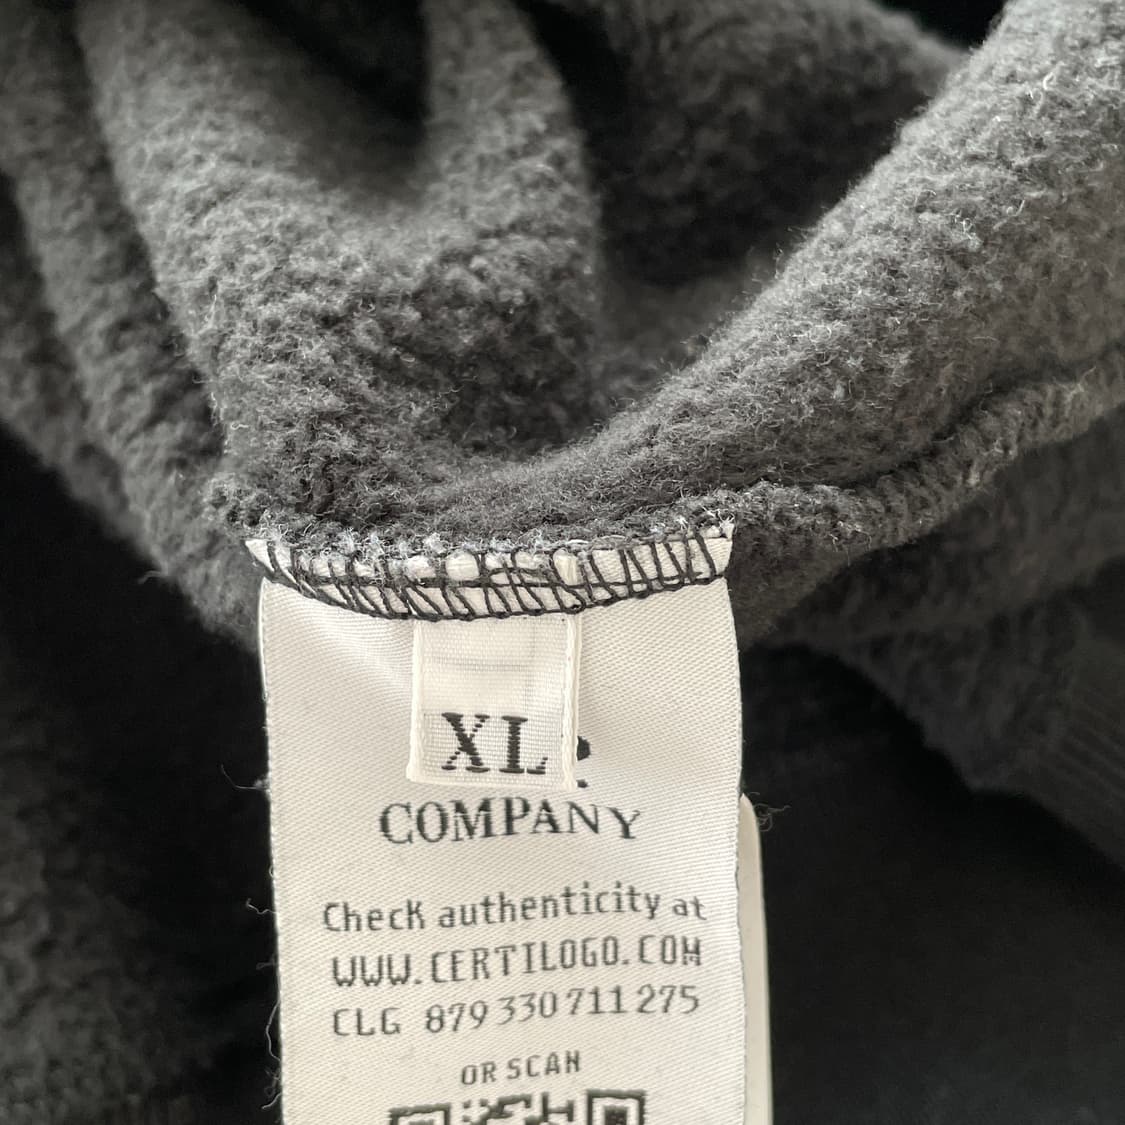 XL
COMPANY
Check authenticity at
WWW.CERTILOGO.COM
CLG 879 330 711 275
OR SCAN